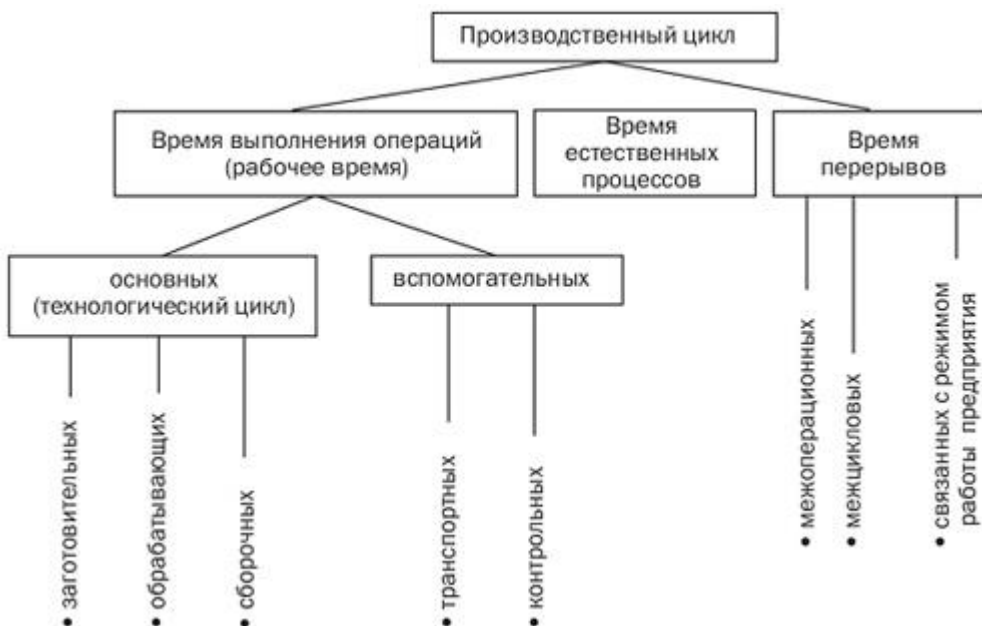 Производственный цикл
Время выполнения операций
(рабочее время)
Время
естественных
процессов
Время
перерывов
основных
(технологический цикл)
вспомогательных
• заготовительных
• обрабатывающих
• сборочных
• транспортных
• контрольных
• межоперационных
• межцикловых
• связанных с режимом
работы предприятия